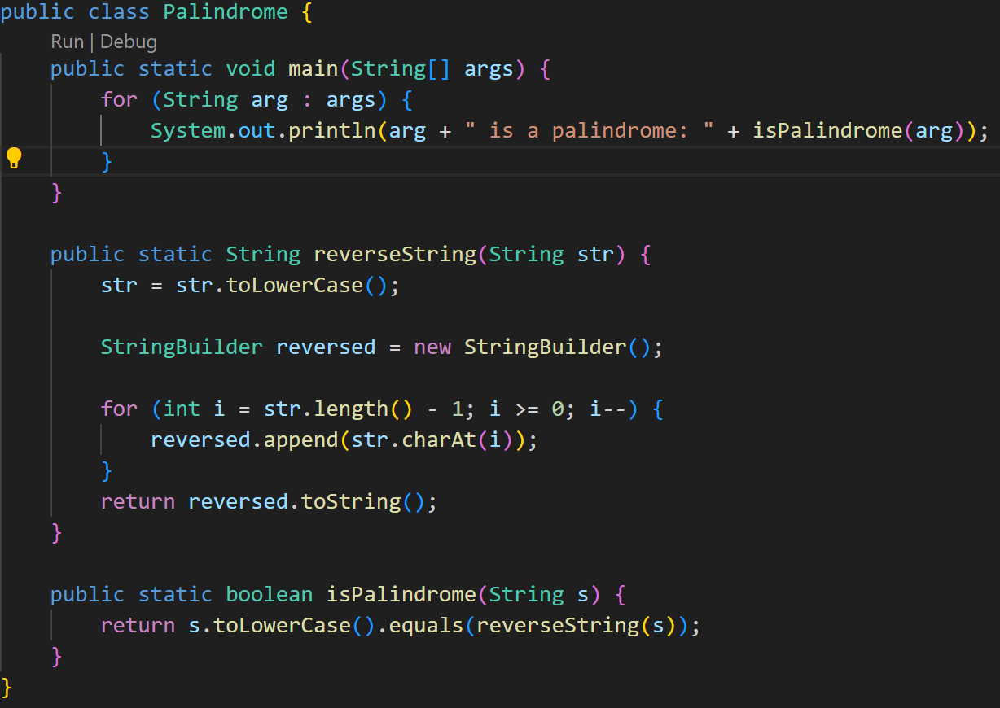 public class Palindrome {
    Run | Debug
    public static void main(String[] args) {
        for (String arg : args) {
            System.out.println(arg + " is a palindrome: " + isPalindrome(arg));
        }
    }

    public static String reverseString(String str) {
        str = str.toLowerCase();

        StringBuilder reversed = new StringBuilder();

        for (int i = str.length() - 1; i >= 0; i--) {
            reversed.append(str.charAt(i));
        }
        return reversed.toString();
    }

    public static boolean isPalindrome(String s) {
        return s.toLowerCase().equals(reverseString(s));
    }
}